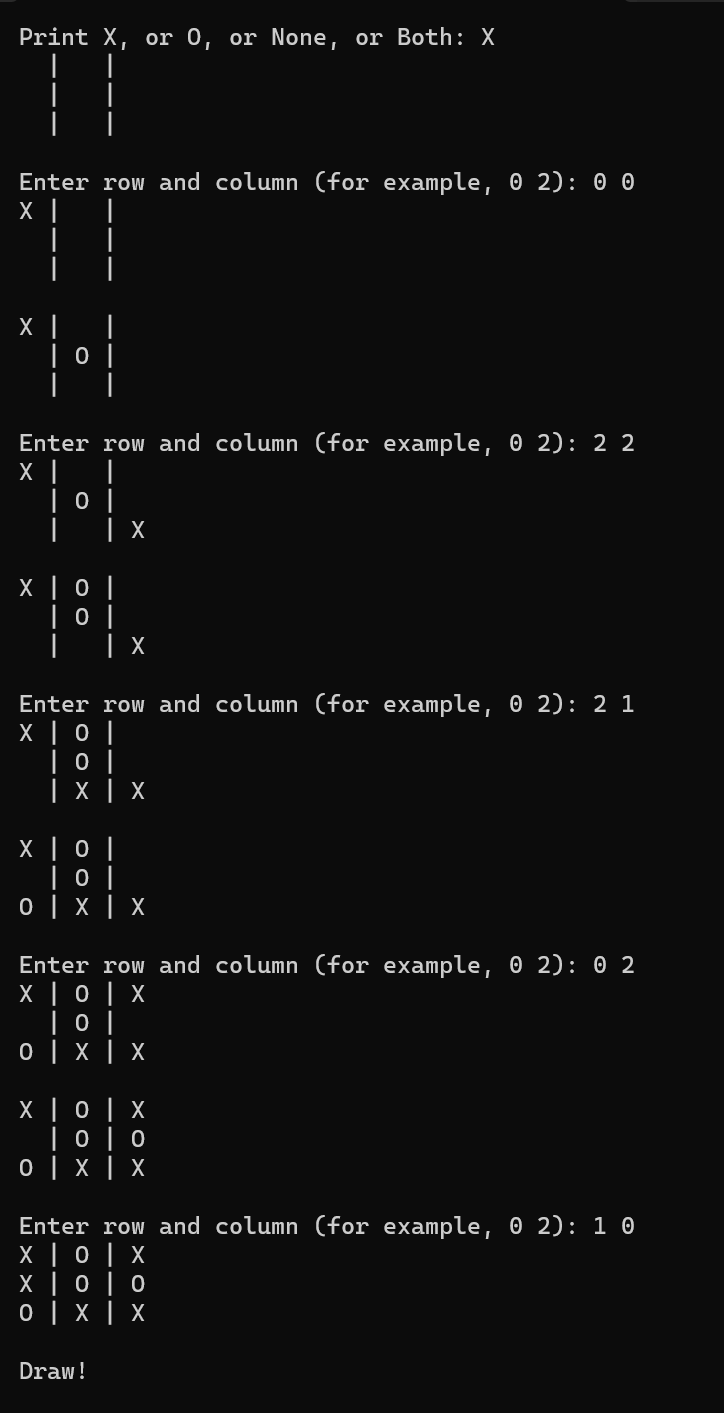 Print X, or O, or None, or Both: X
  |   |
  |   |
  |   |

Enter row and column (for example, 0 2): 0 0
X |   |
  |   |
  |   |

X |   |
  | O |
  |   |

Enter row and column (for example, 0 2): 2 2
X |   |
  | O |
  |   | X

X | O |
  | O |
  |   | X

Enter row and column (for example, 0 2): 2 1
X | O |
  | O |
  | X | X

X | O |
  | O |
O | X | X

Enter row and column (for example, 0 2): 0 2
X | O | X
  | O |
O | X | X

X | O | X
  | O | O
O | X | X

Enter row and column (for example, 0 2): 1 0
X | O | X
X | O | O
O | X | X

Draw!